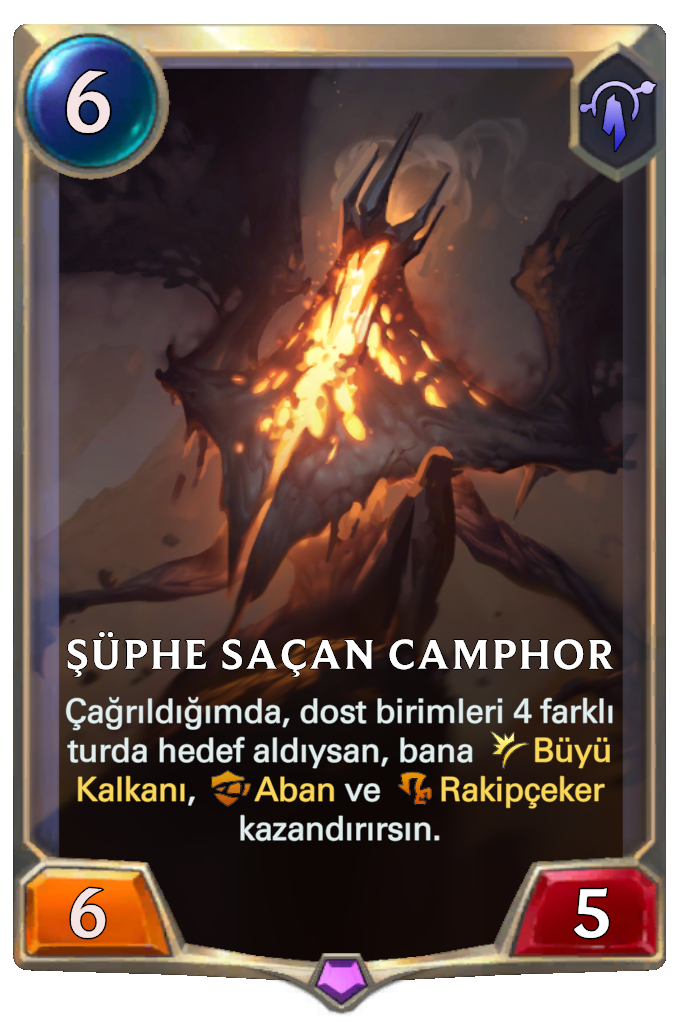 6
ŞÜPHE SAÇAN CAMPHOR
Çağrıldığımda, dost birimleri 4 farklı
turda hedef aldıysan, bana Büyü
Kalkanı, Aban ve Rakipçeker
kazandırırsın.
6
5